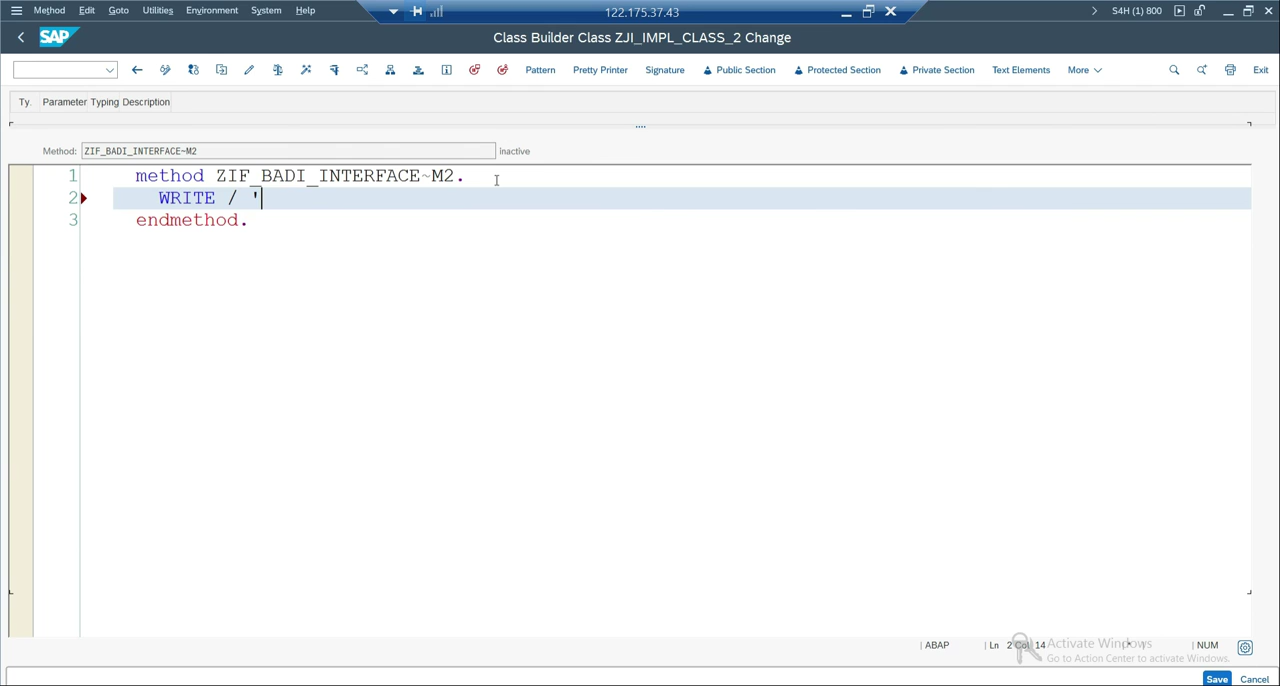 Method Edit Goto Utilities Environment System Help 122.175.37.43 S4H (1) 800
SAP Class Builder Class ZJI_IMPL_CLASS_2 Change
Pattern Pretty Printer Signature Public Section Protected Section Private Section Text Elements More Exit
Ty. Parameter Typing Description
Method: ZIF_BADI_INTERFACE~M2 inactive
1 method ZIF_BADI_INTERFACE~M2.
2 WRITE / '
3 endmethod.
ABAP Ln 2 Col 14 NUM
Activate Windows
Go to Action Center to activate Windows.
Save Cancel